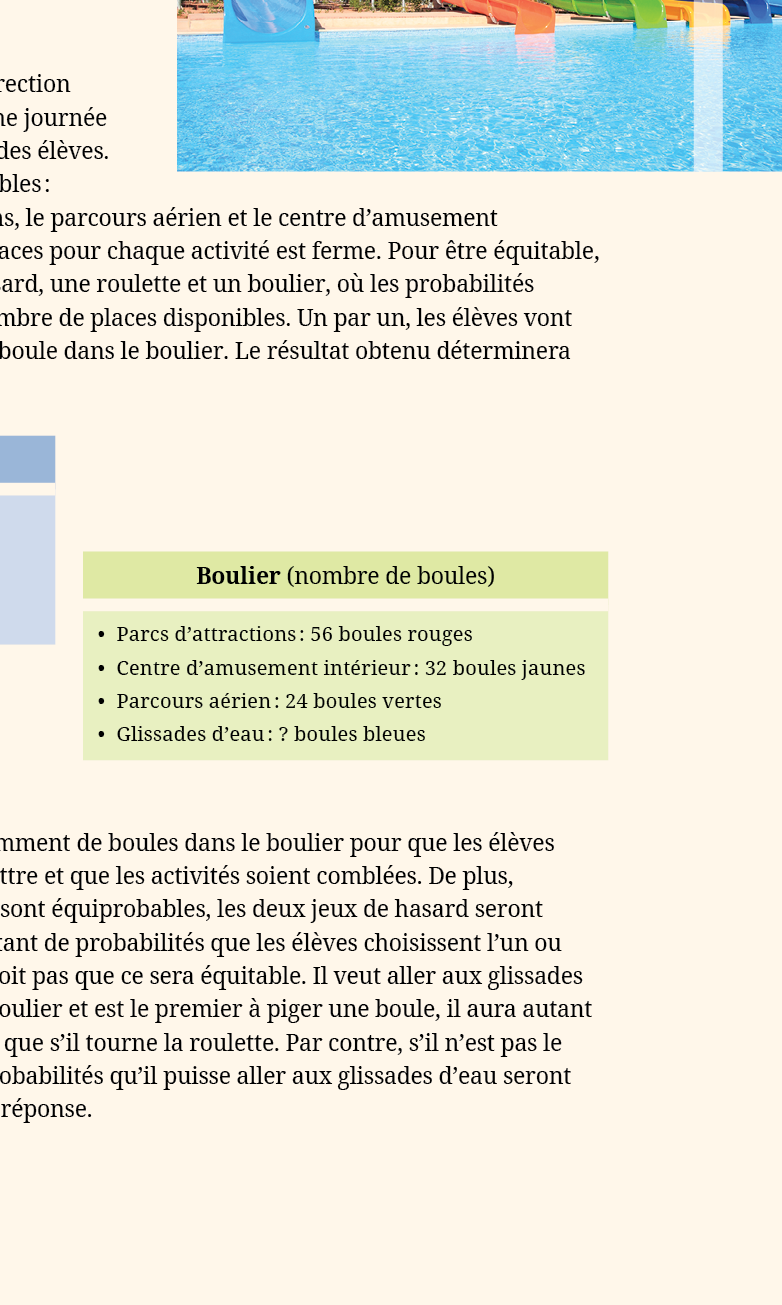 rection
ne journée
des élèves.
bles :
ns, le parcours aérien et le centre d’amusement
aces pour chaque activité est ferme. Pour être équitable,
sard, une roulette et un boulier, où les probabilités
mbre de places disponibles. Un par un, les élèves vont
boule dans le boulier. Le résultat obtenu déterminera
Boulier (nombre de boules)
• Parcs d’attractions : 56 boules rouges
• Centre d’amusement intérieur : 32 boules jaunes
• Parcours aérien : 24 boules vertes
• Glissades d’eau : ? boules bleues
mment de boules dans le boulier pour que les élèves
ttre et que les activités soient comblées. De plus,
sont équiprobables, les deux jeux de hasard seront
tant de probabilités que les élèves choisissent l’un ou
oit pas que ce sera équitable. Il veut aller aux glissades
oulier et est le premier à piger une boule, il aura autant
que s’il tourne la roulette. Par contre, s’il n’est pas le
obabilités qu’il puisse aller aux glissades d’eau seront
réponse.